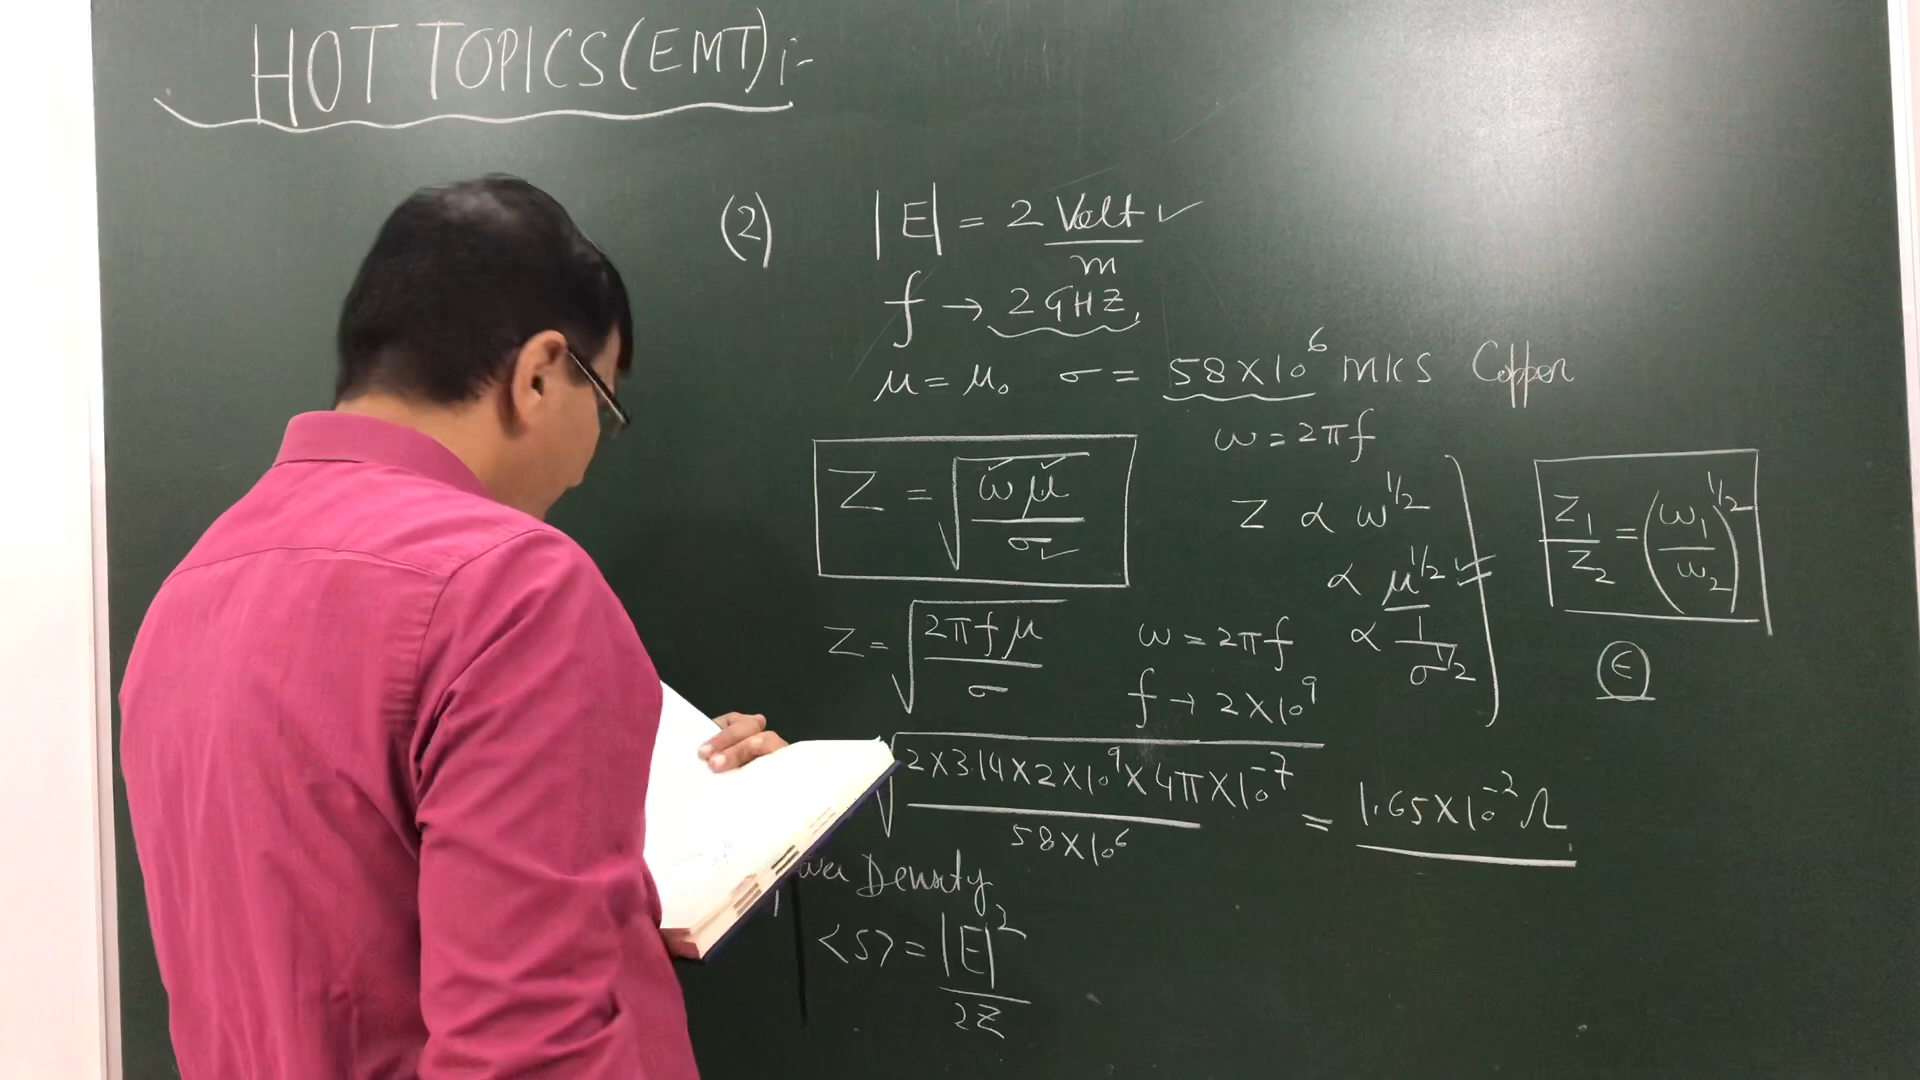 HOT TOPICS (EMT) :-
(2) |E| = 2 Volt/m ✓
f → 2 GHZ.
μ = μ₀ σ = 58×10⁶ MKS Copper
ω = 2πf
Z = √(ωμ/σ)
Z ∝ ω^1/2
∝ μ^1/2
∝ 1/σ^1/2
Z₁/Z₂ = (ω₁/ω₂)^1/2
Z = √(2πfμ/σ)
ω = 2πf
f → 2×10⁹
∈
√(2×3.14×2×10⁹×4π×10⁻⁷ / 58×10⁶) = 1.65×10⁻² Ω
Density
<S> = |E|²/2Z